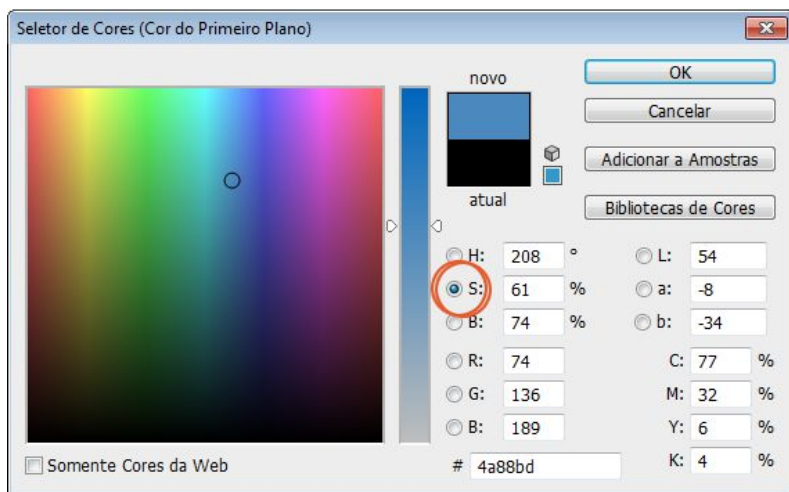 Seletor de Cores (Cor do Primeiro Plano)
novo
atual
OK
Cancelar
Adicionar a Amostras
Bibliotecas de Cores
H: 208 °
S: 61 %
B: 74 %
R: 74
G: 136
B: 189
# 4a88bd
L: 54
a: -8
b: -34
C: 77 %
M: 32 %
Y: 6 %
K: 4 %
Somente Cores da Web